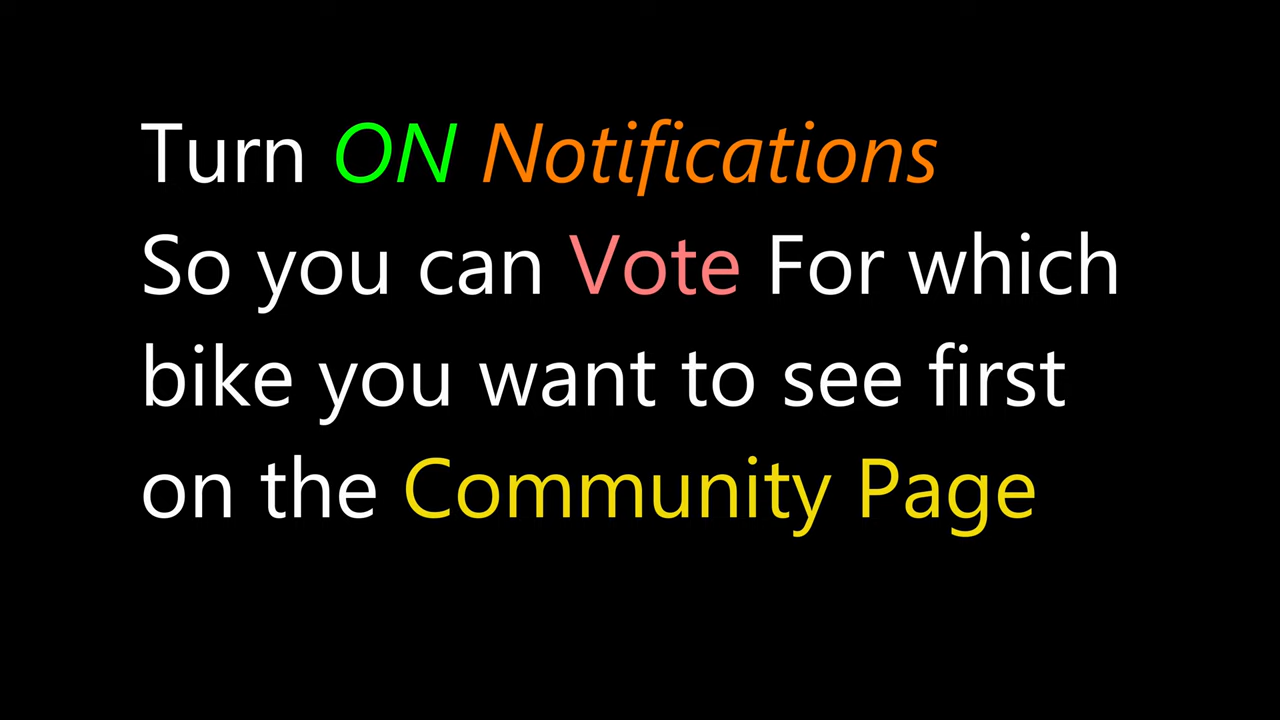 Turn ON Notifications
So you can Vote For which
bike you want to see first
on the Community Page